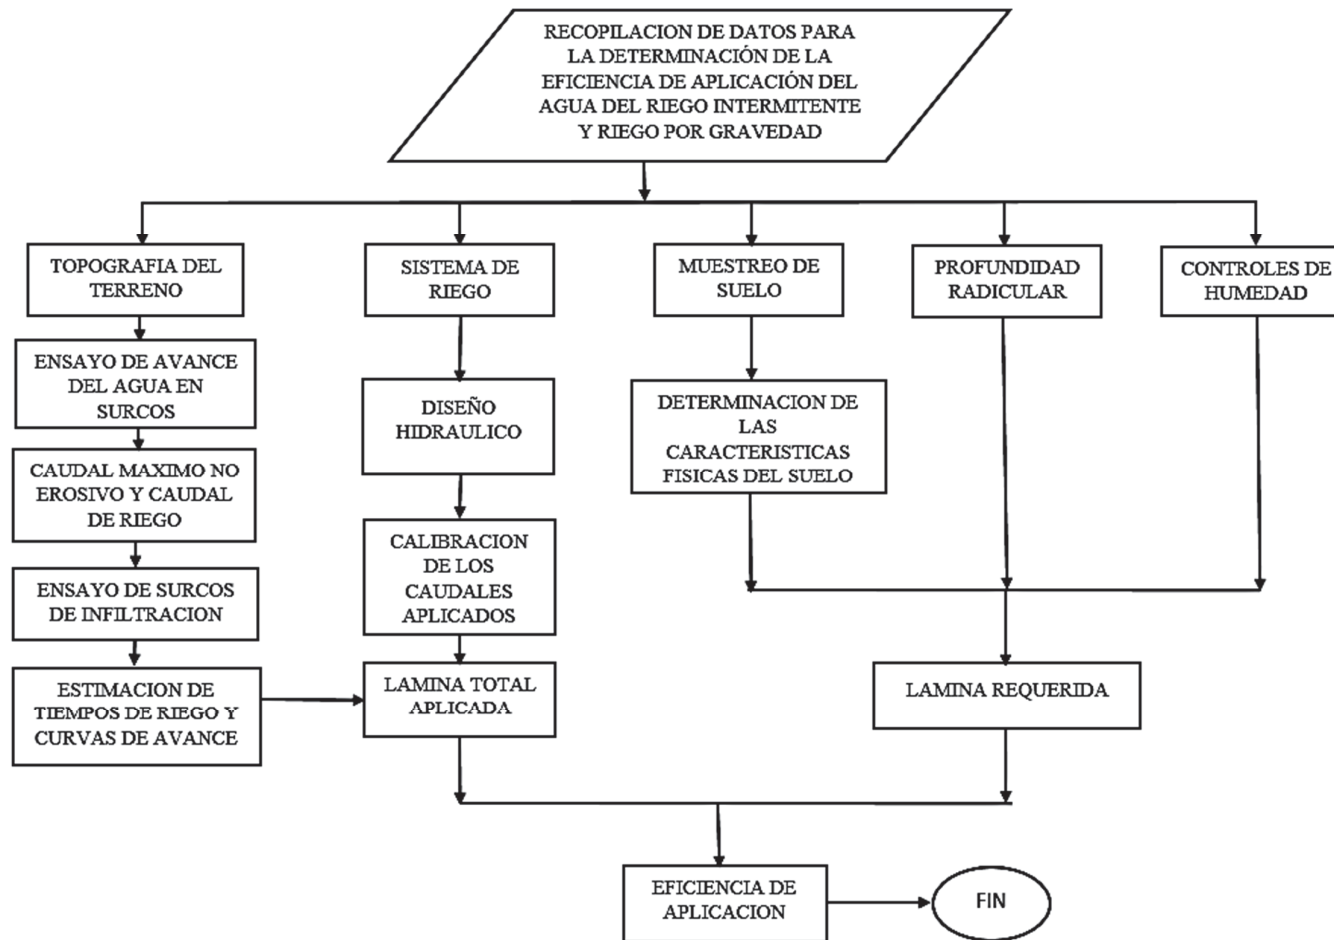 RECOPILACION DE DATOS PARA
LA DETERMINACIÓN DE LA
EFICIENCIA DE APLICACIÓN DEL
AGUA DEL RIEGO INTERMITENTE
Y RIEGO POR GRAVEDAD
TOPOGRAFIA DEL
TERRENO
SISTEMA DE
RIEGO
MUESTREO DE
SUELO
PROFUNDIDAD
RADICULAR
CONTROLES DE
HUMEDAD
ENSAYO DE AVANCE
DEL AGUA EN
SURCOS
DISEÑO
HIDRAULICO
DETERMINACION DE
LAS
CARACTERISTICAS
FISICAS DEL SUELO
CAUDAL MAXIMO NO
EROSIVO Y CAUDAL
DE RIEGO
CALIBRACION
DE LOS
CAUDALES
APLICADOS
ENSAYO DE SURCOS
DE INFILTRACION
ESTIMACION DE
TIEMPOS DE RIEGO Y
CURVAS DE AVANCE
LAMINA TOTAL
APLICADA
LAMINA REQUERIDA
EFICIENCIA DE
APLICACION
FIN